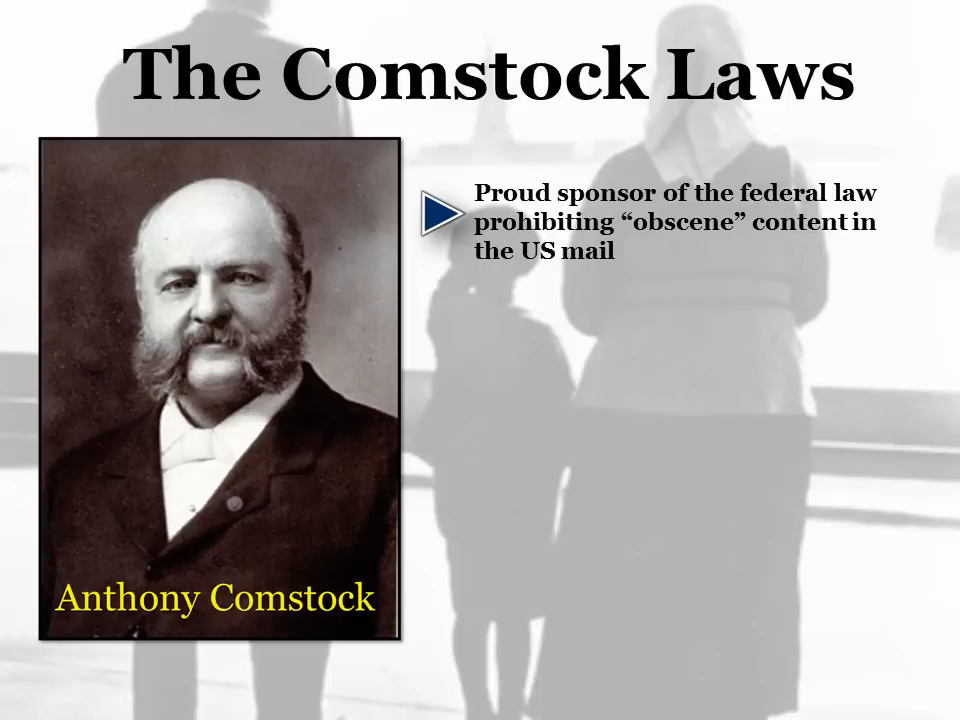 The Comstock Laws
Proud sponsor of the federal law
prohibiting “obscene” content in
the US mail
Anthony Comstock